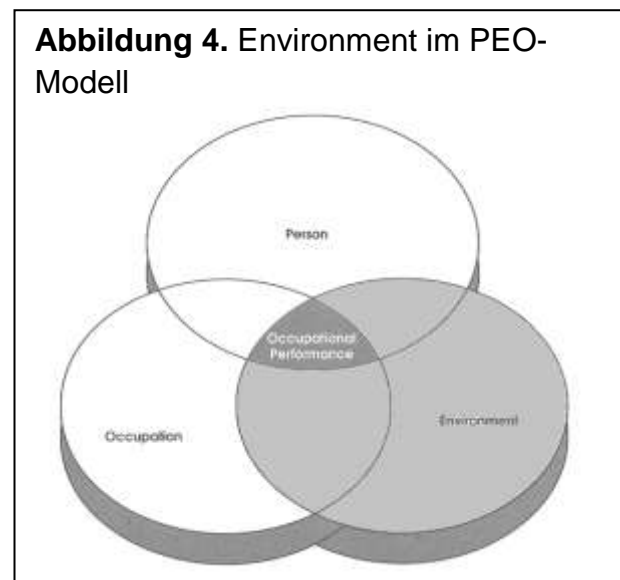 Abbildung 4. Environment im PEO-
Modell
Person
Occupational
Performance
Occupation
Environment